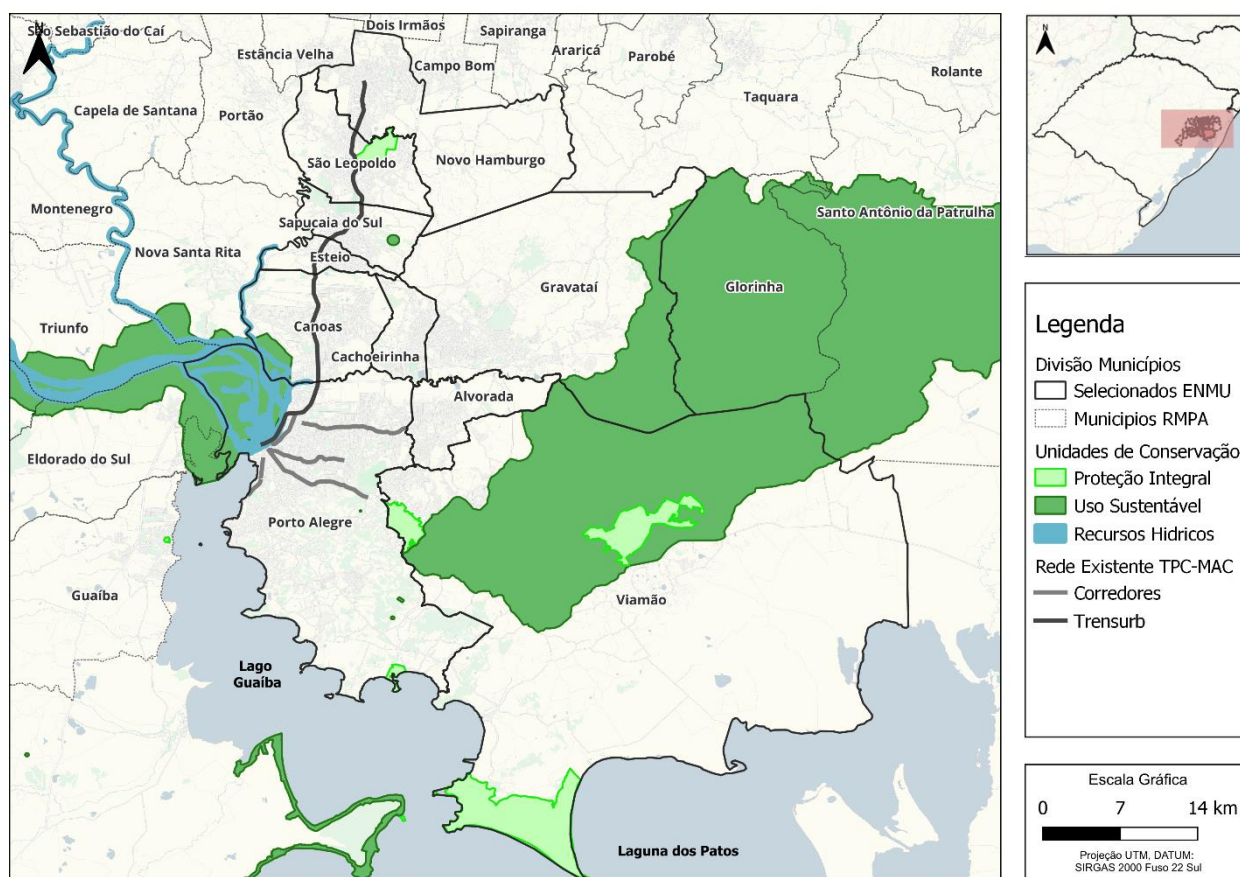 N
São Sebastião do Caí
Dois Irmãos
Sapiranga
Estância Velha
Araricá
Parobé
Campo Bom
Rolante
Taquara
Capela de Santana
Portão
São Leopoldo
Novo Hamburgo
Montenegro
Santo Antônio da Patrulha
Sapucaia do Sul
Nova Santa Rita
Esteio
Gravataí
Glorinha
Triunfo
Canoas
Cachoeirinha
Alvorada
Eldorado do Sul
Porto Alegre
Guaíba
Viamão
Lago
Guaíba
Laguna dos Patos
N
Legenda
Divisão Municípios
Selecionados ENMU
Municipios RMPA
Unidades de Conservação
Proteção Integral
Uso Sustentável
Recursos Hidricos
Rede Existente TPC-MAC
Corredores
Trensurb
Escala Gráfica
0 7 14 km
Projeção UTM, DATUM:
SIRGAS 2000 Fuso 22 Sul